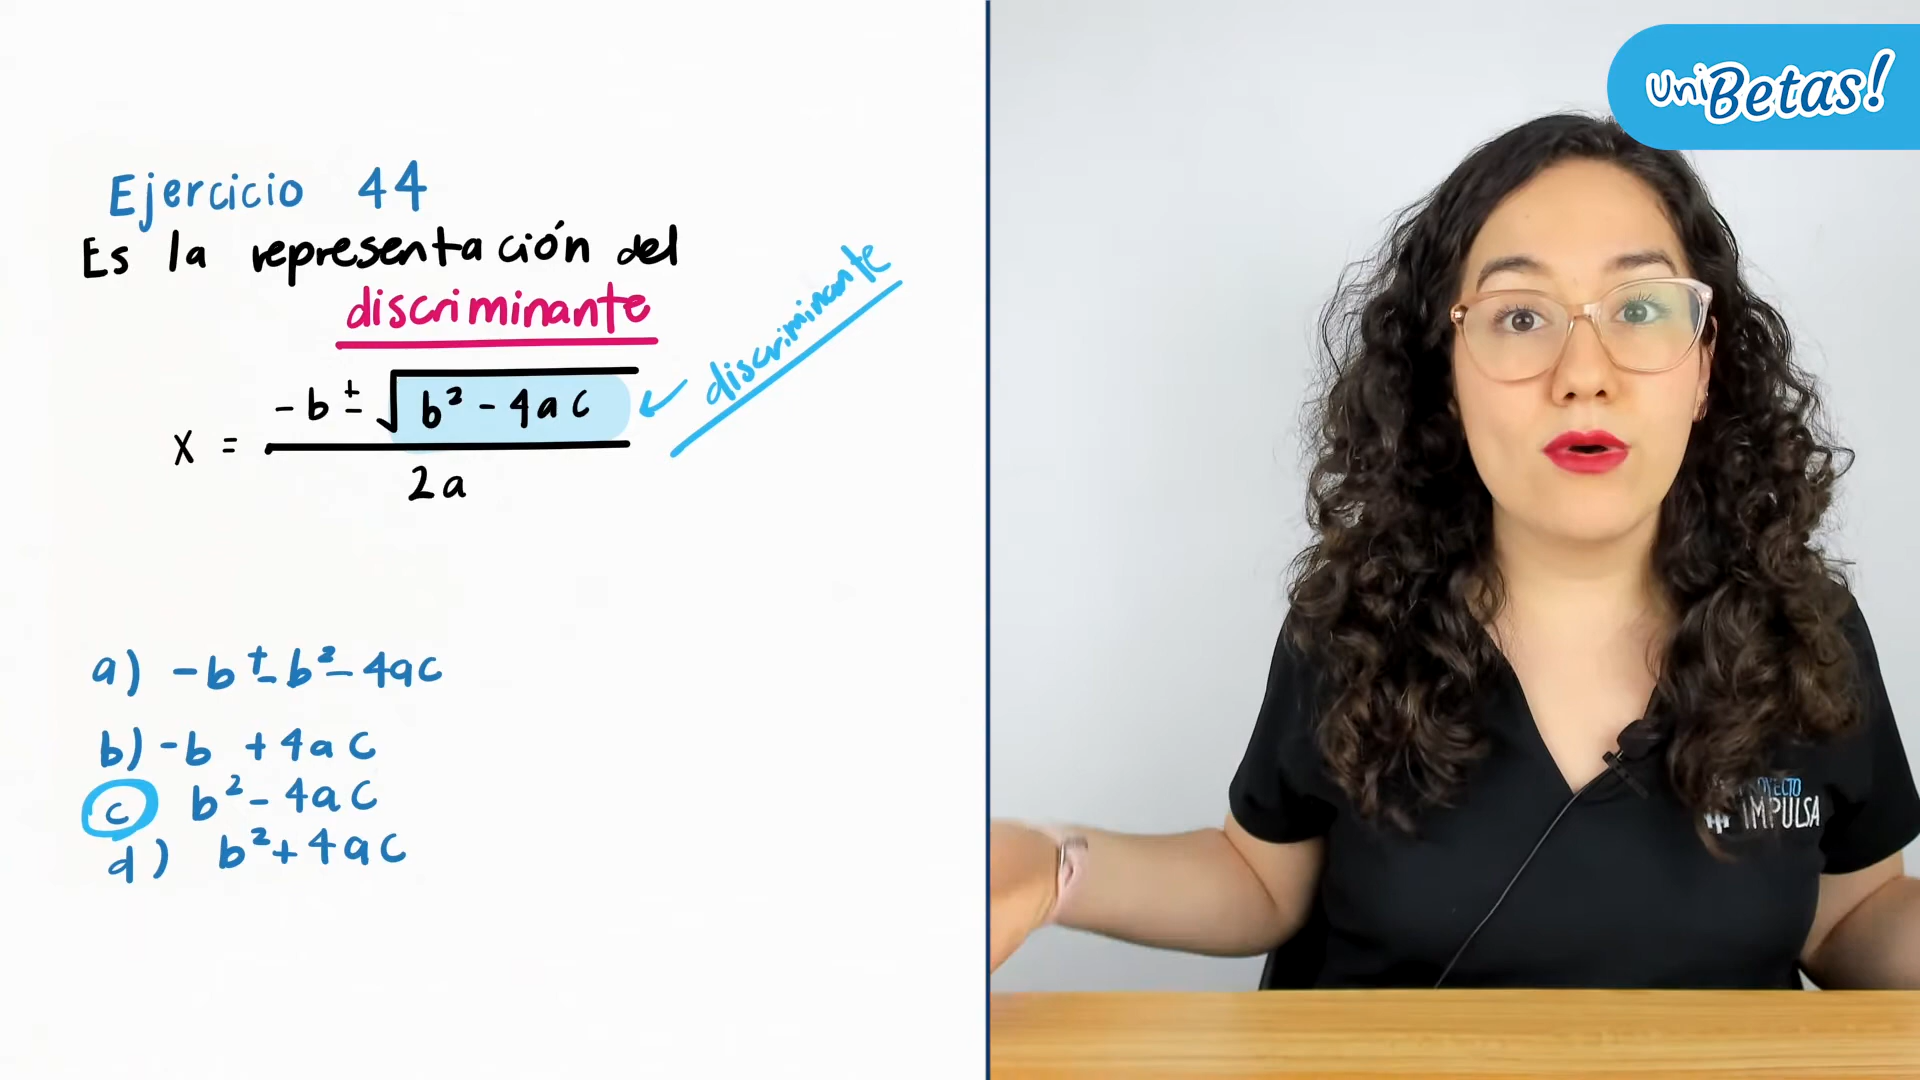 Ejercicio 44
Es la representación del
discriminante
x = -b ± √b² - 4ac / 2a
discriminante
a) -b ± b² - 4ac
b) -b + 4ac
c b² - 4ac
d) b² + 4ac
uniBetas!
IMPULSA